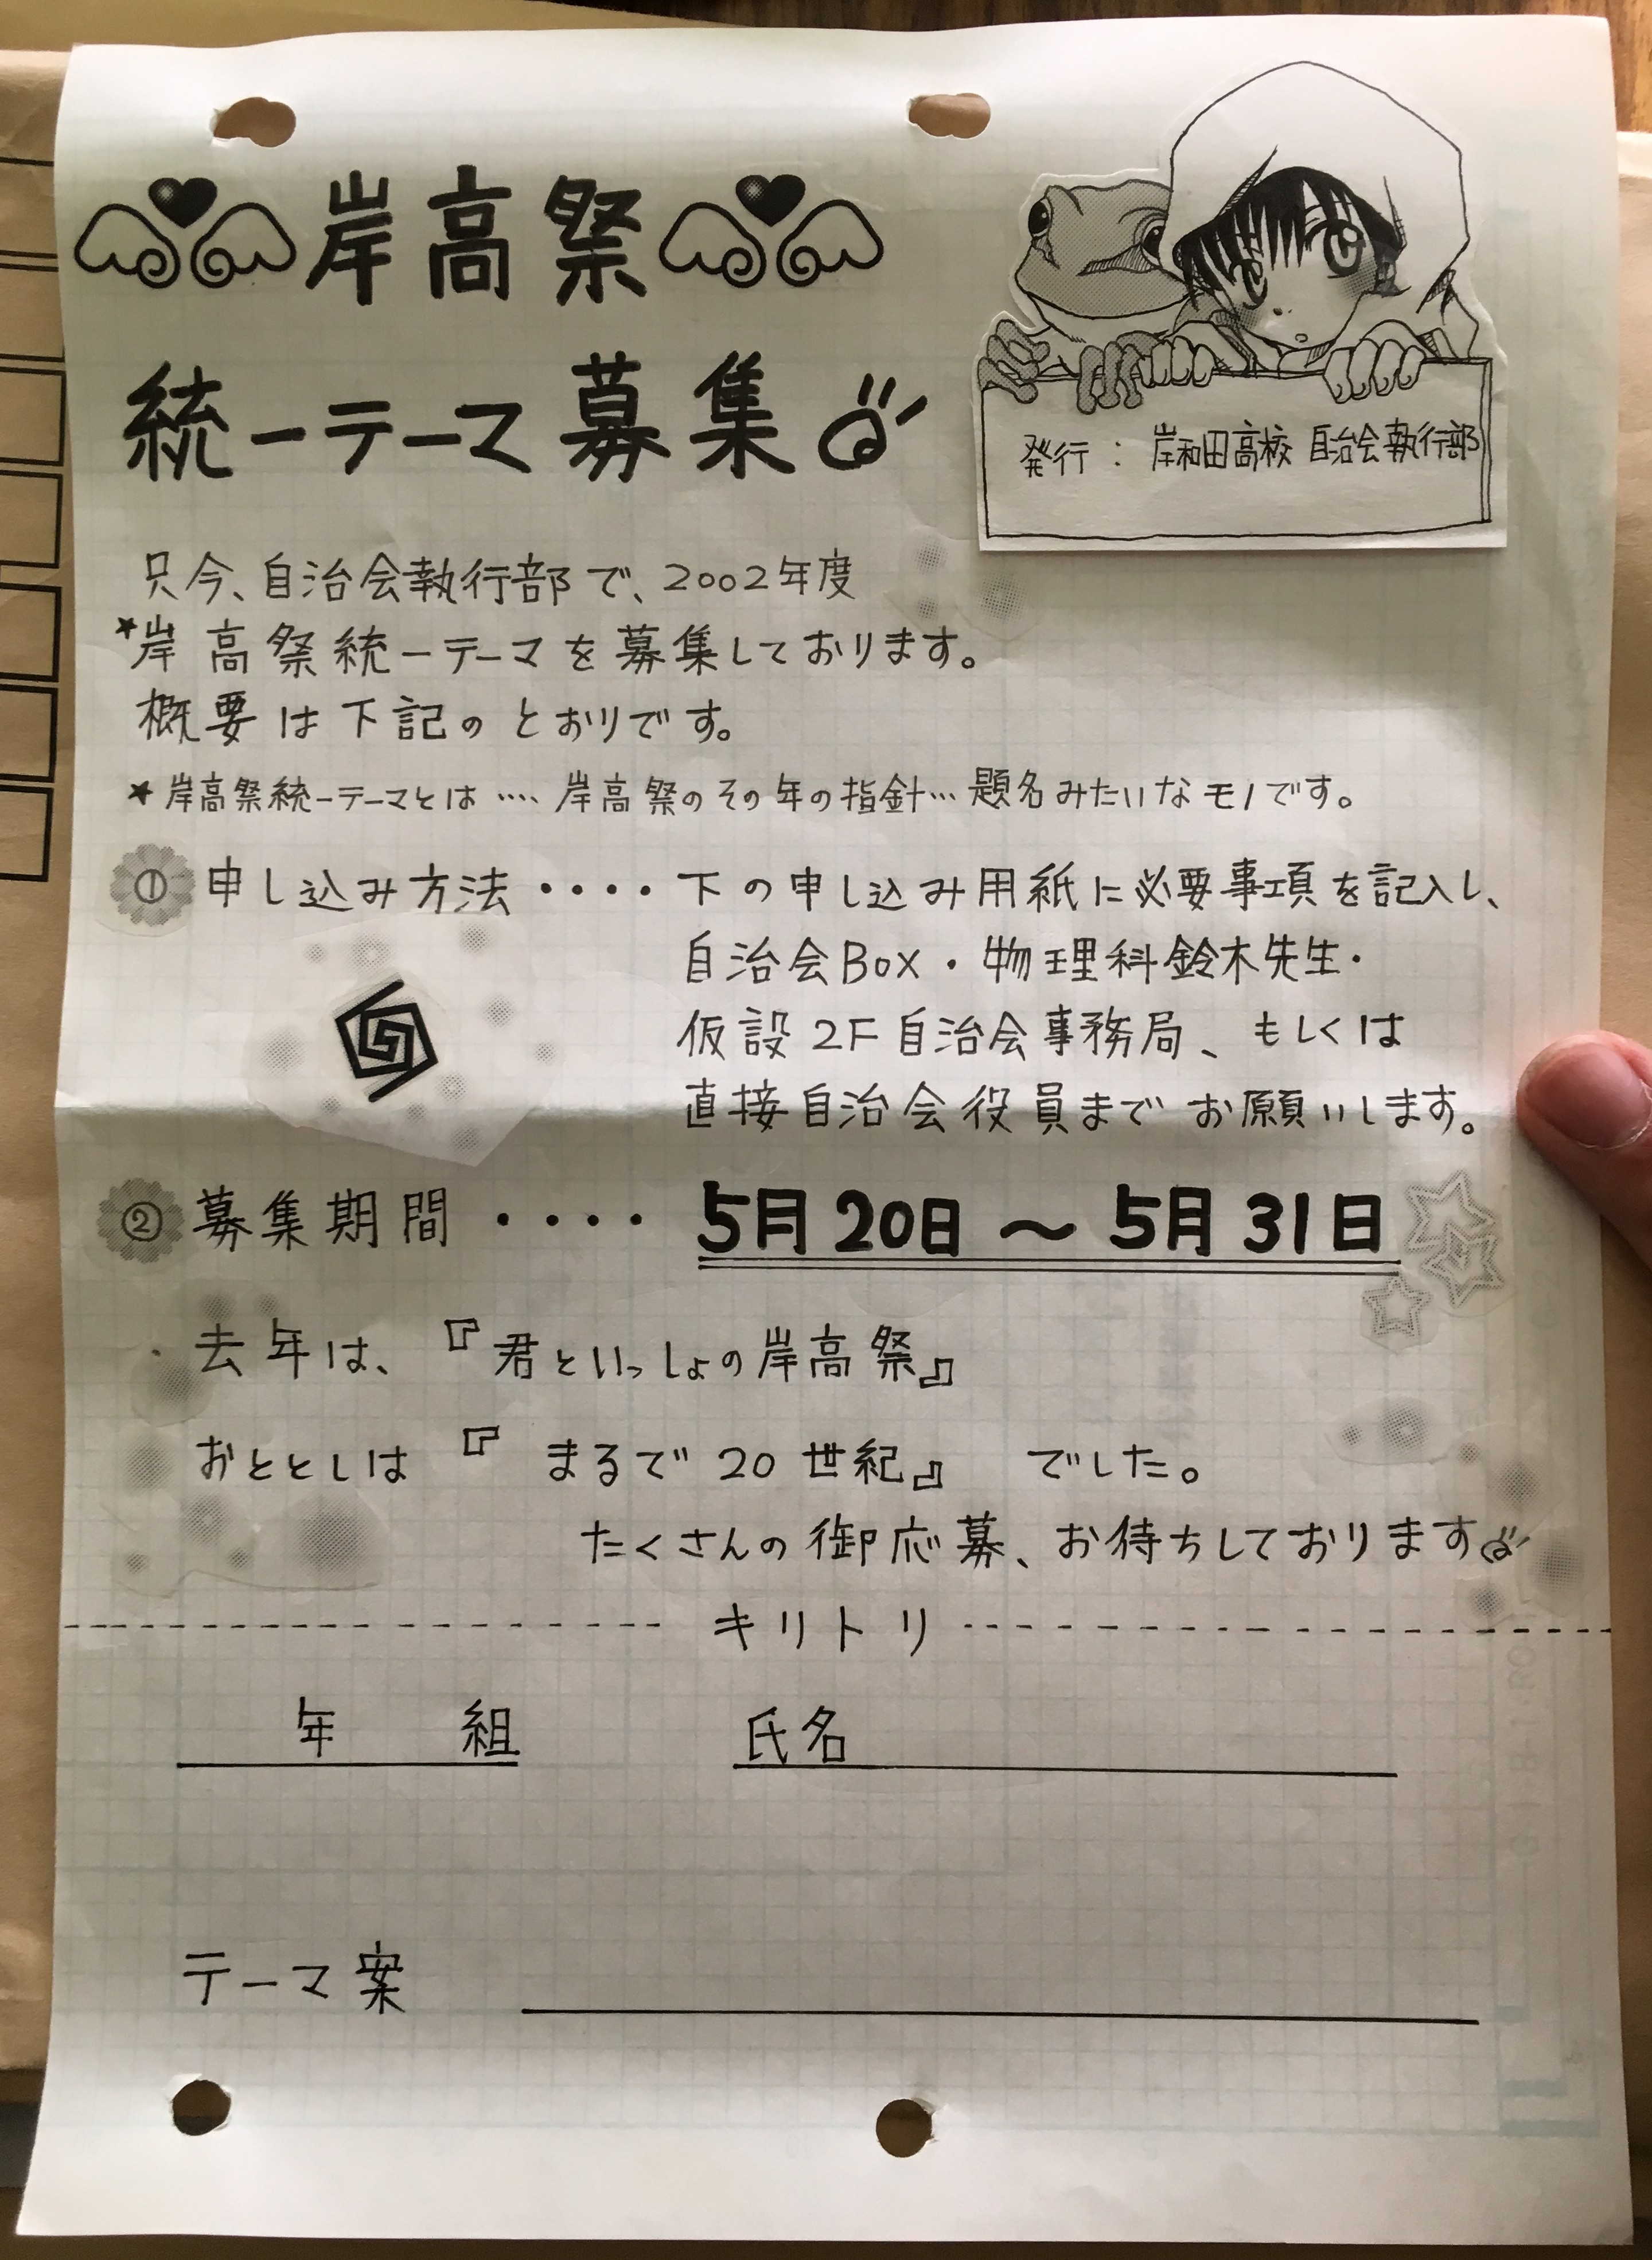 岸高祭
統一テーマ募集
発行：岸和田高校 自治会執行部
只今、自治会執行部で、2002年度
★岸高祭統一テーマを募集しております。
概要は下記のとおりです。
★岸高祭統一テーマとは‥‥岸高祭のその年の指針…題名みたいなモノです。
① 申し込み方法・・・・下の申し込み用紙に必要事項を記入し、
自治会BOX・物理科鈴木先生・
仮設2F自治会事務局、もしくは
直接自治会役員までお願いします。
② 募集期間・・・・5月20日～5月31日
去年は、『君といっしょの岸高祭』
おととしは『まるで20世紀』でした。
たくさんの御応募、お待ちしております
キリトリ
年 組 氏名
テーマ案